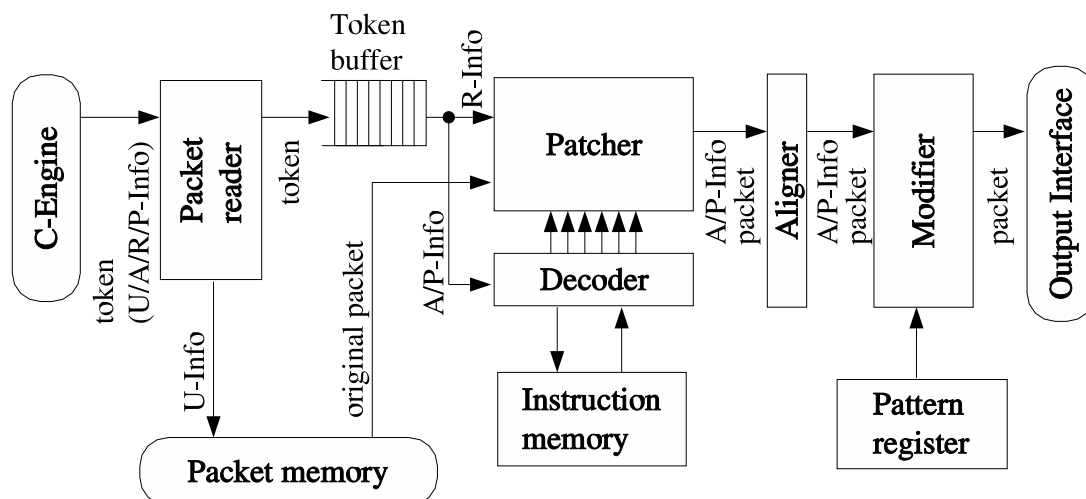 Token
buffer
C-Engine
token
(U/A/R/P-Info)
Packet
reader
token
R-Info
A/P-Info
Patcher
Decoder
A/P-Info
packet
Aligner
A/P-Info
packet
Modifier
packet
Output Interface
U-Info
original packet
Packet memory
Instruction
memory
Pattern
register